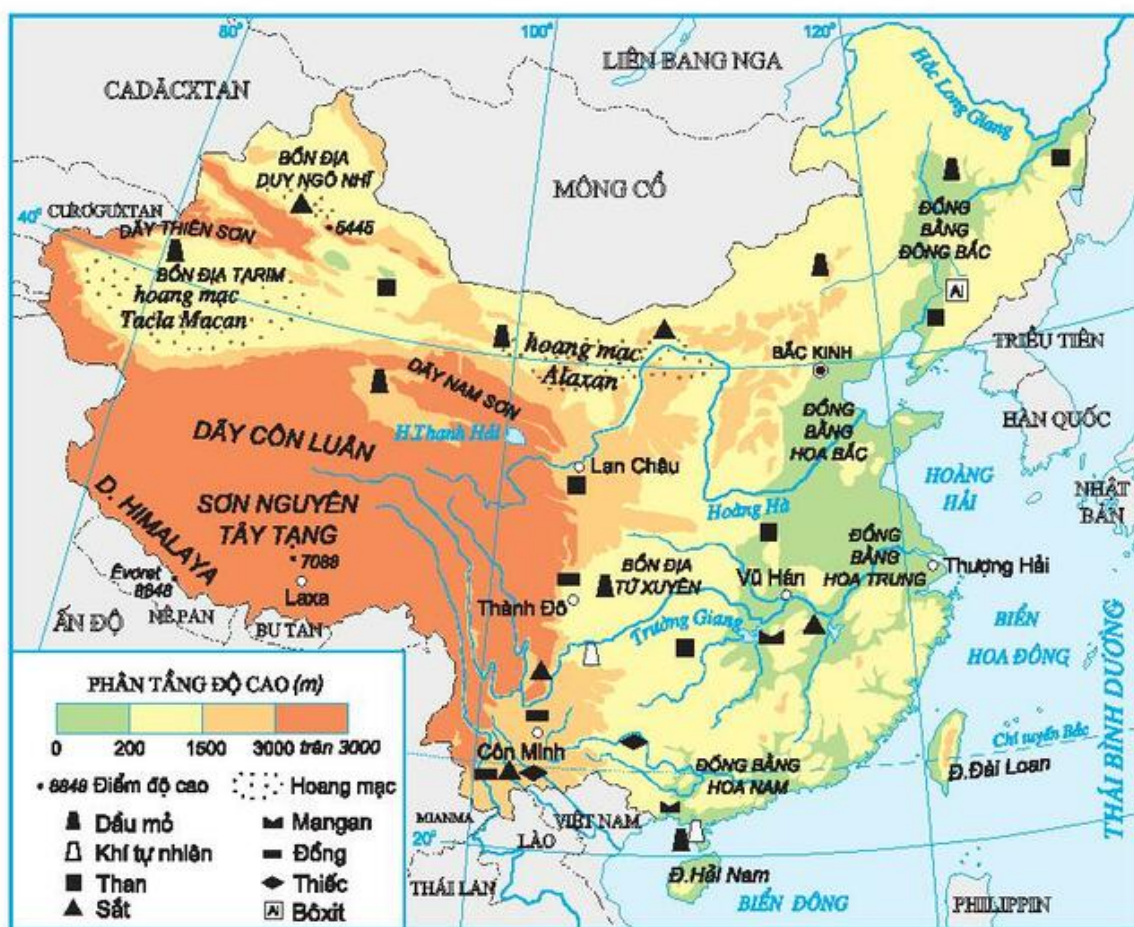 80°
100°
120°
LIÊN BANG NGA
CADĂCXTAN
Hắc Long Giang
BỒN ĐỊA
DUY NGÔ NHĨ
MÔNG CỔ
CƯRƠGUXTAN
40°
DÃY THIÊN SƠN
5445
ĐỒNG
BẰNG
ĐÔNG BẮC
BỒN ĐỊA TARIM
hoang mạc
Tacla Macan
Al
TRIỀU TIÊN
hoang mạc
Alaxan
BẮC KINH
DÃY NAM SƠN
HÀN QUỐC
ĐỒNG
BẰNG
HOA BẮC
DÃY CÔN LUÂN
H.Thanh Hải
Lan Châu
HOÀNG
HẢI
NHẬT
BẢN
SƠN NGUYÊN
TÂY TẠNG
D. HIMALAYA
Hoàng Hà
ĐỒNG
BẰNG
HOA TRUNG
7088
Êvơret
8848
Laxa
BỒN ĐỊA
TỨ XUYÊN
Vũ Hán
Thượng Hải
Thành Đô
ẤN ĐỘ
NÊ PAN
BU TAN
Trường Giang
BIỂN
HOA ĐÔNG
THÁI BÌNH DƯƠNG
PHÂN TẦNG ĐỘ CAO (m)
0 200 1500 3000 trên 3000
Côn Minh
Chí tuyến Bắc
ĐỒNG BẰNG
HOA NAM
Đ.Đài Loan
8848 Điểm độ cao
Hoang mạc
Dầu mỏ
Mangan
Khí tự nhiên
Đồng
Than
Thiếc
Sắt
Al Bôxit
MIANMA
VIỆT NAM
20°
LÀO
THÁI LAN
Đ.Hải Nam
BIỂN ĐÔNG
PHILIPPIN